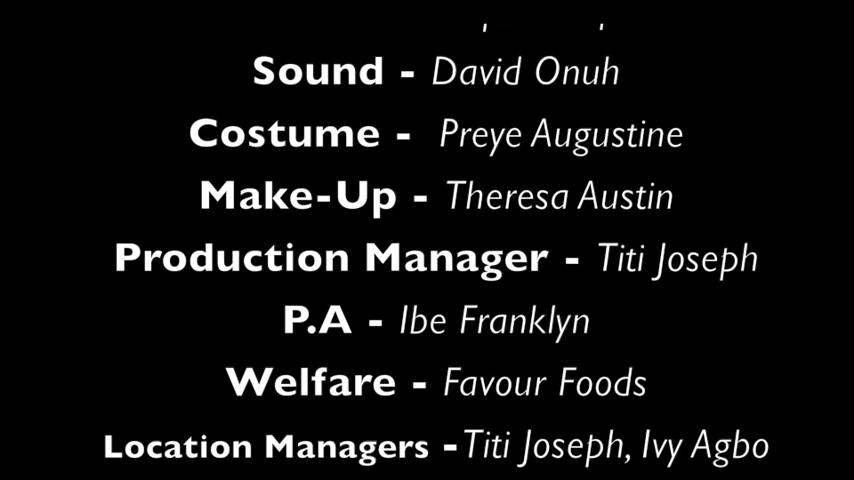 Sound - David Onuh
Costume - Preye Augustine
Make-Up - Theresa Austin
Production Manager - Titi Joseph
P.A - Ibe Franklyn
Welfare - Favour Foods
Location Managers -Titi Joseph, Ivy Agbo